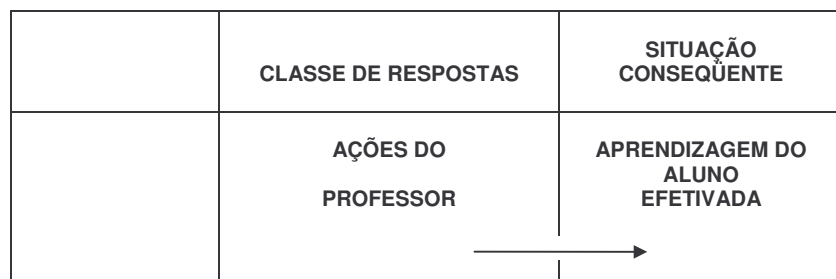 CLASSE DE RESPOSTAS
SITUAÇÃO
CONSEQÜENTE
AÇÕES DO
PROFESSOR
APRENDIZAGEM DO
ALUNO
EFETIVADA